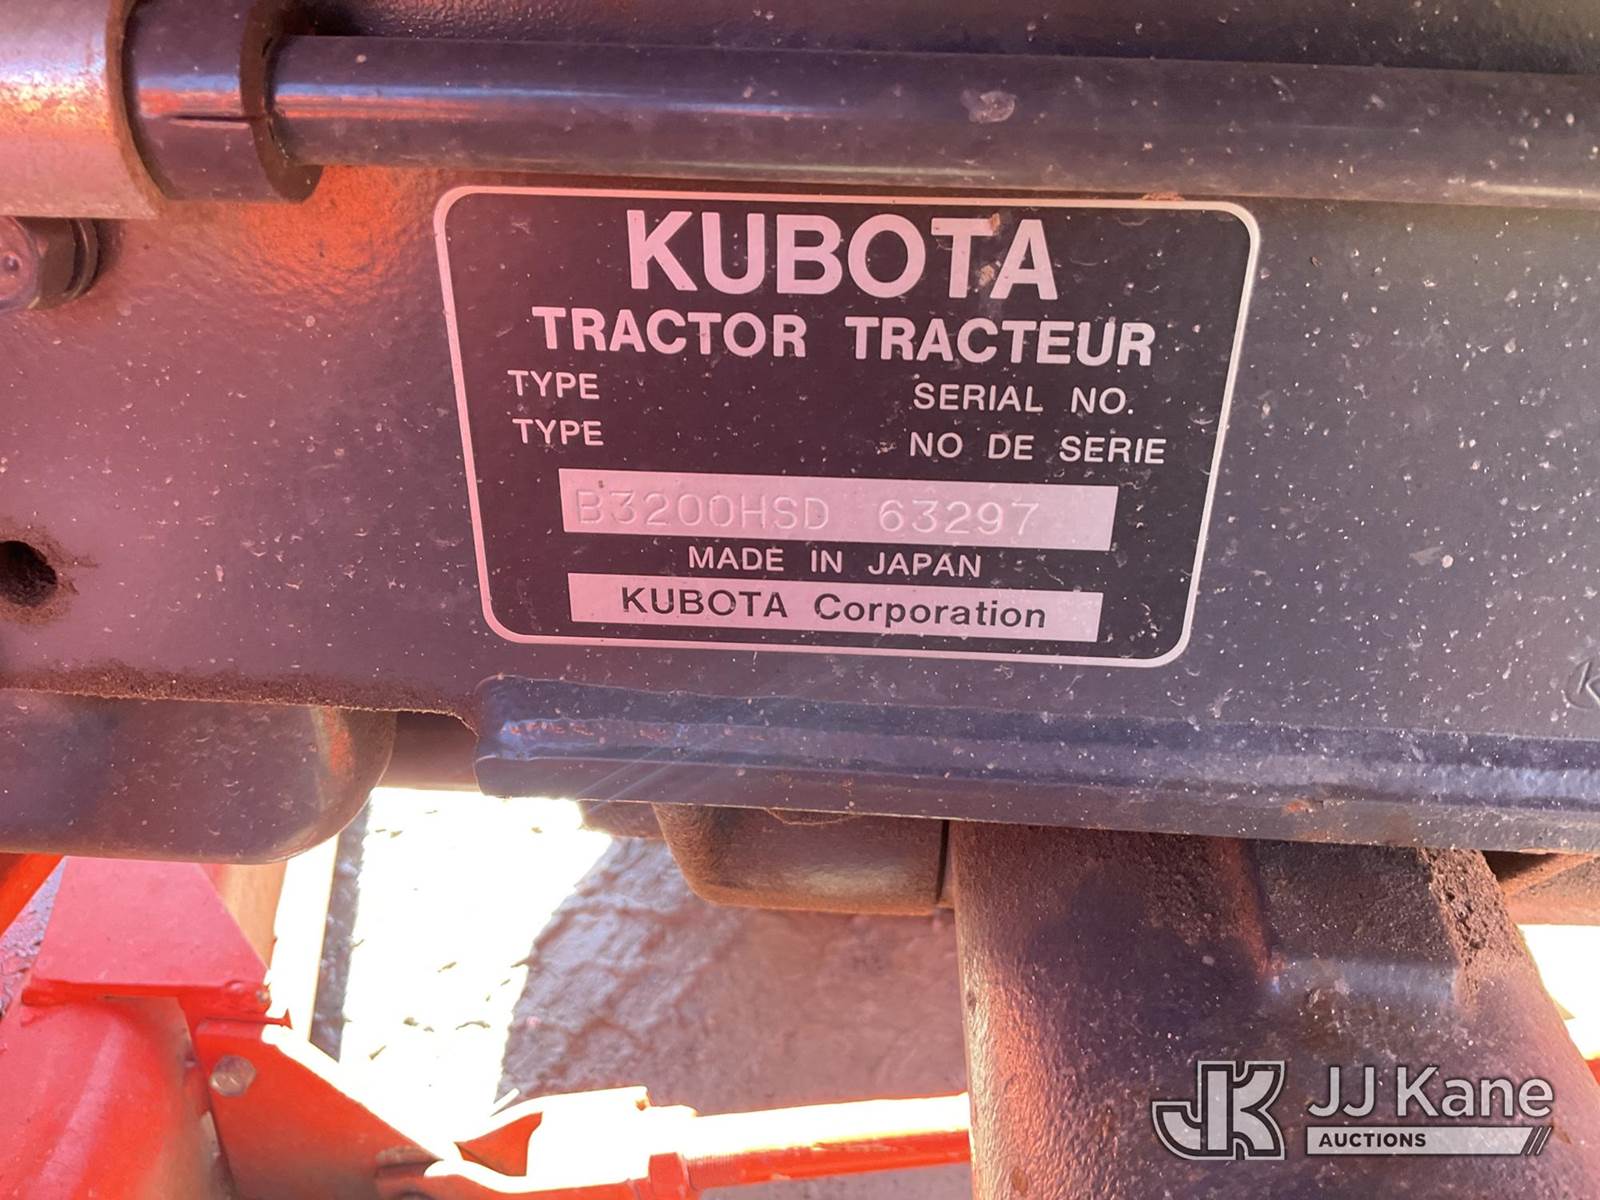 KUBOTA
TRACTOR TRACTEUR
TYPE SERIAL NO.
TYPE NO DE SERIE
B3200HSD 63297
MADE IN JAPAN
KUBOTA Corporation
JJ Kane
AUCTIONS